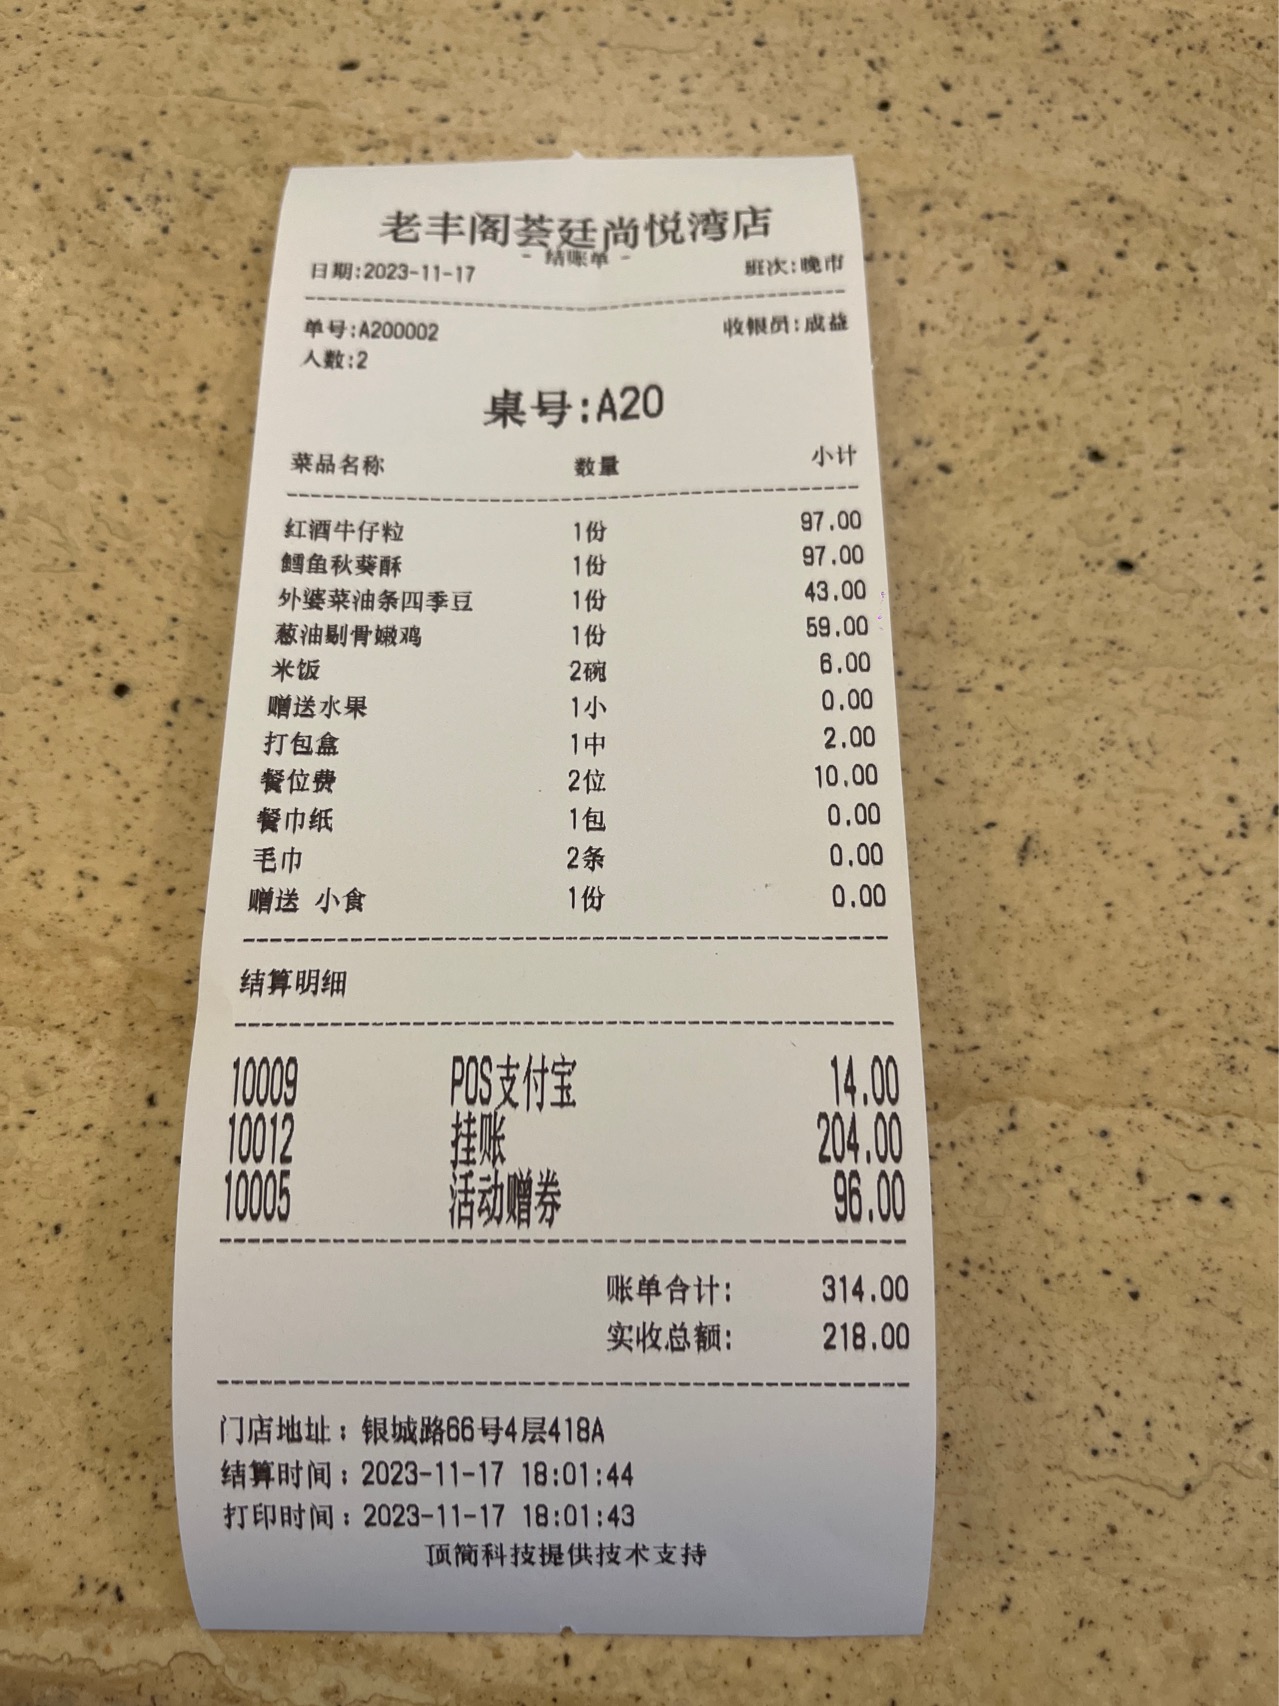 老丰阁荟廷尚悦湾店
- 结账单 -
日期:2023-11-17 班次:晚市
单号:A200002 收银员:成益
人数:2
桌号:A20
菜品名称 数量 小计
红酒牛仔粒 1份 97.00
鳕鱼秋葵酥 1份 97.00
外婆菜油条四季豆 1份 43.00
葱油剔骨嫩鸡 1份 59.00
米饭 2碗 6.00
赠送水果 1小 0.00
打包盒 1中 2.00
餐位费 2位 10.00
餐巾纸 1包 0.00
毛巾 2条 0.00
赠送 小食 1份 0.00
结算明细
10009 POS支付宝 14.00
10012 挂账 204.00
10005 活动赠券 96.00
账单合计: 314.00
实收总额: 218.00
门店地址：银城路66号4层418A
结算时间：2023-11-17 18:01:44
打印时间：2023-11-17 18:01:43
顶简科技提供技术支持